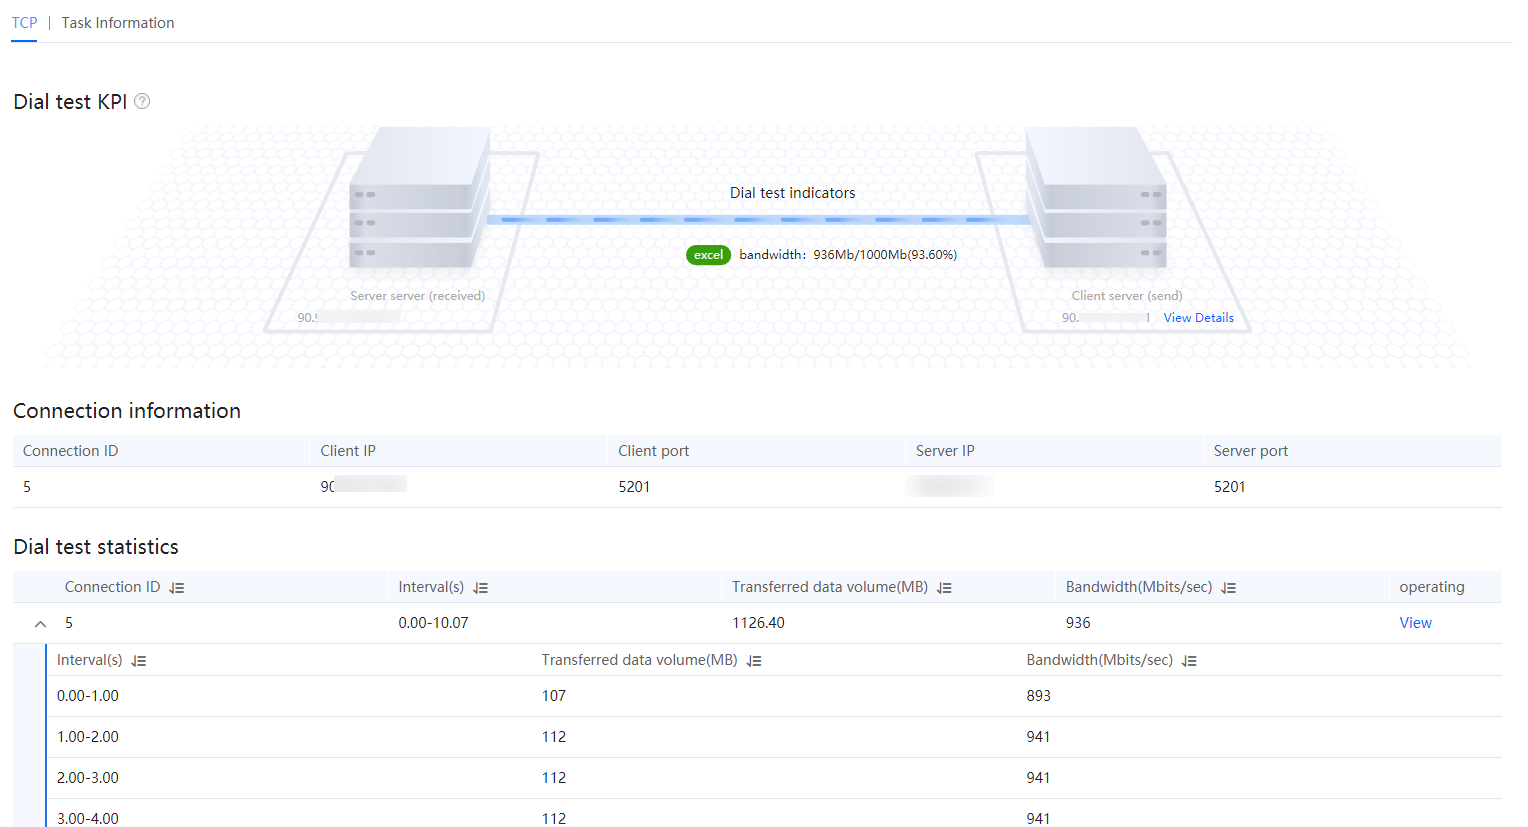 TCP | Task Information
Dial test KPI ?
Dial test indicators
excel bandwidth: 936Mb/1000Mb(93.60%)
Server server (received)
Client server (send)
90.
90. View Details
Connection information
Connection ID Client IP Client port Server IP Server port
5 90 5201 5201
Dial test statistics
Connection ID Interval(s) Transferred data volume(MB) Bandwidth(Mbits/sec) operating
5 0.00-10.07 1126.40 936 View
Interval(s) Transferred data volume(MB) Bandwidth(Mbits/sec)
0.00-1.00 107 893
1.00-2.00 112 941
2.00-3.00 112 941
3.00-4.00 112 941